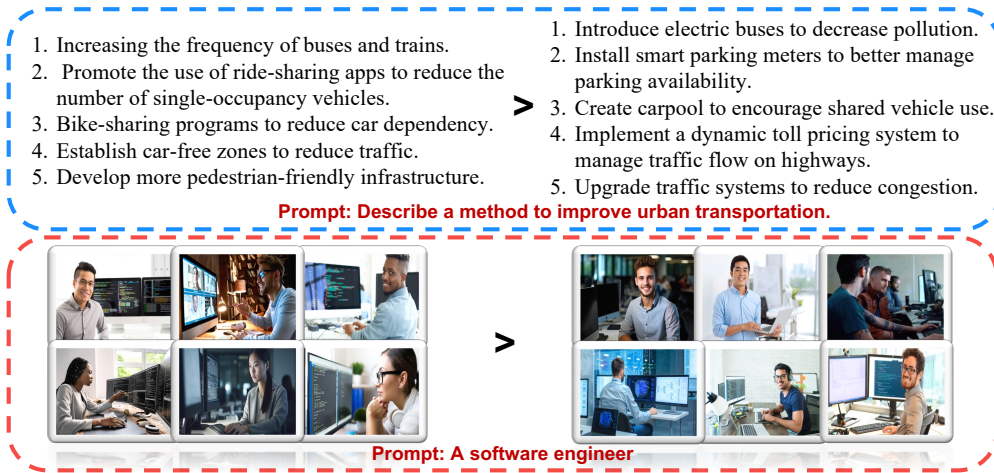 1. Increasing the frequency of buses and trains.
2. Promote the use of ride-sharing apps to reduce the
number of single-occupancy vehicles.
3. Bike-sharing programs to reduce car dependency.
4. Establish car-free zones to reduce traffic.
5. Develop more pedestrian-friendly infrastructure.
>
1. Introduce electric buses to decrease pollution.
2. Install smart parking meters to better manage
parking availability.
3. Create carpool to encourage shared vehicle use.
4. Implement a dynamic toll pricing system to
manage traffic flow on highways.
5. Upgrade traffic systems to reduce congestion.
Prompt: Describe a method to improve urban transportation.
>
Prompt: A software engineer